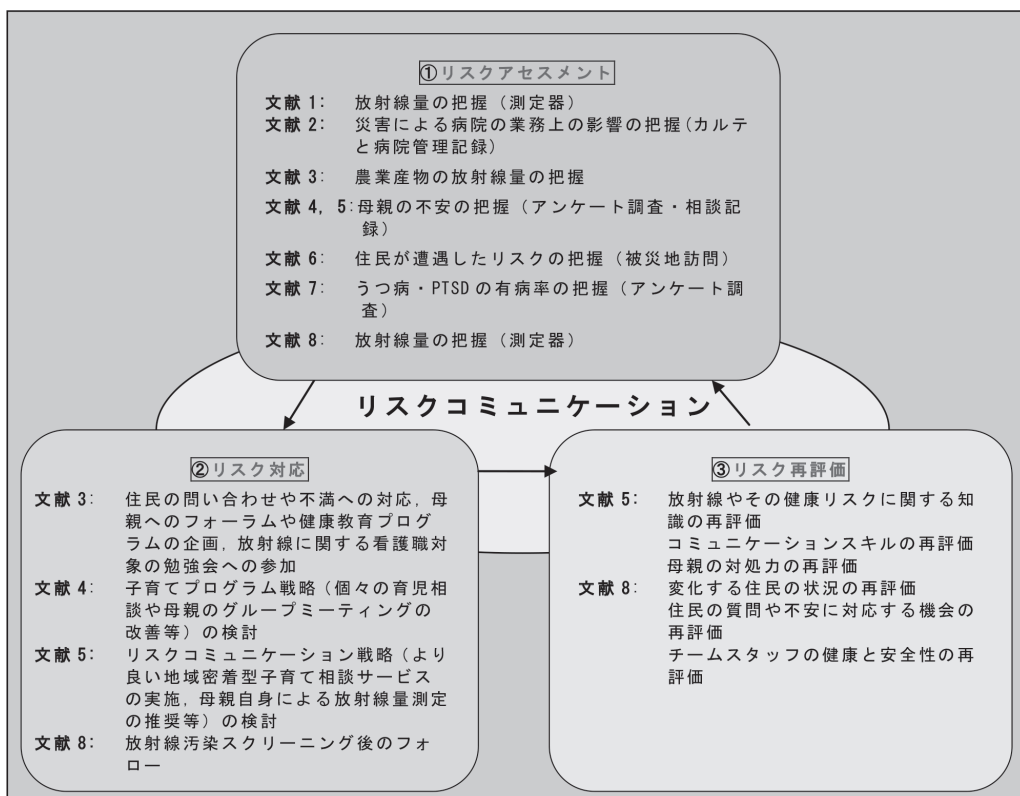 ①リスクアセスメント
文献 1: 放射線量の把握（測定器）
文献 2: 災害による病院の業務上の影響の把握(カルテ
と病院管理記録)
文献 3: 農業産物の放射線量の把握
文献 4, 5:母親の不安の把握（アンケート調査・相談記
録）
文献 6: 住民が遭遇したリスクの把握（被災地訪問）
文献 7: うつ病・PTSD の有病率の把握（アンケート調
査）
文献 8: 放射線量の把握（測定器）
リスクコミュニケーション
②リスク対応
文献 3: 住民の問い合わせや不満への対応, 母
親へのフォーラムや健康教育プログ
ラムの企画, 放射線に関する看護職対
象の勉強会への参加
文献 4: 子育てプログラム戦略（個々の育児相
談や母親のグループミーティングの
改善等）の検討
文献 5: リスクコミュニケーション戦略（より
良い地域密着型子育て相談サービス
の実施, 母親自身による放射線量測定
の推奨等）の検討
文献 8: 放射線汚染スクリーニング後のフォ
ロー
③リスク再評価
文献 5: 放射線やその健康リスクに関する知
識の再評価
コミュニケーションスキルの再評価
母親の対処力の再評価
文献 8: 変化する住民の状況の再評価
住民の質問や不安に対応する機会の
再評価
チームスタッフの健康と安全性の再
評価